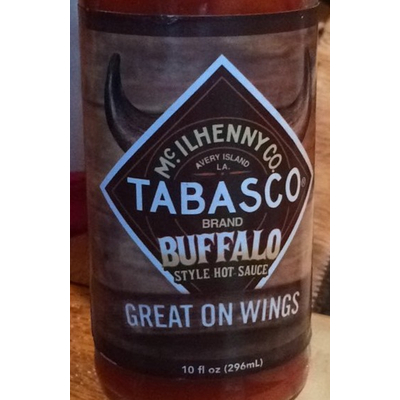 McILHENNY CO.
AVERY ISLAND
LA.
TABASCO®
BRAND
BUFFALO
STYLE HOT SAUCE
GREAT ON WINGS
10 fl oz (296mL)